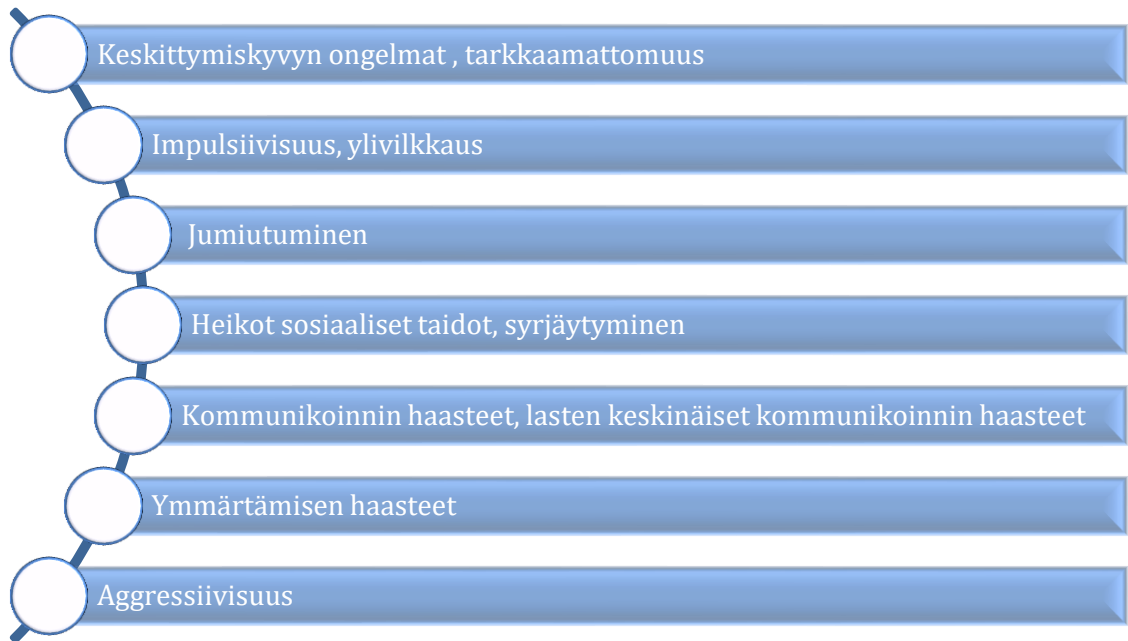 Keskittymiskyvyn ongelmat , tarkkaamattomuus
Impulsiivisuus, ylivilkkaus
Jumiutuminen
Heikot sosiaaliset taidot, syrjäytyminen
Kommunikoinnin haasteet, lasten keskinäiset kommunikoinnin haasteet
Ymmärtämisen haasteet
Aggressiivisuus